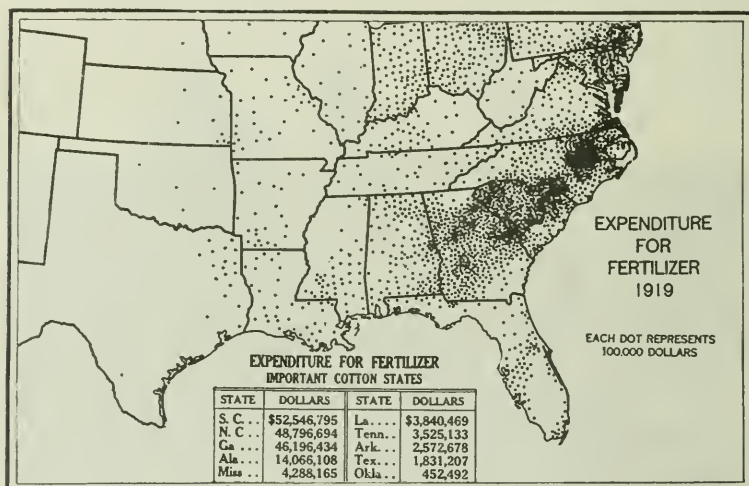 EXPENDITURE
FOR
FERTILIZER
1919
EACH DOT REPRESENTS
100,000 DOLLARS
EXPENDITURE FOR FERTILIZER
IMPORTANT COTTON STATES
STATE DOLLARS STATE DOLLARS
S. C... $52,546,795 La.... $3,840,469
N. C... 48,796,694 Tenn.. 3,525,133
Ga .... 46,196,434 Ark... 2,572,678
Ala.... 14,066,108 Tex... 1,831,207
Miss .. 4,288,165 Okla.. 452,492